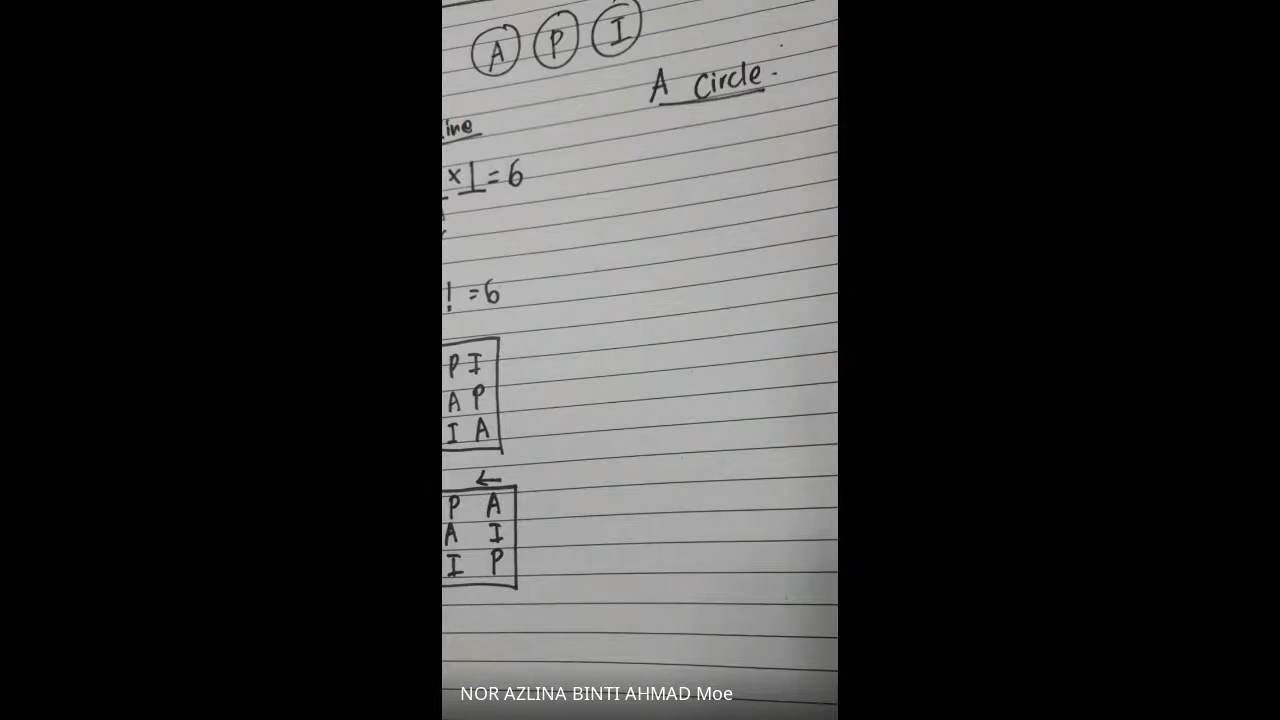 A P I
A Circle.
ine
× 1 = 6
! = 6
P I
A P
I A
←
P A
A I
I P
NOR AZLINA BINTI AHMAD Moe